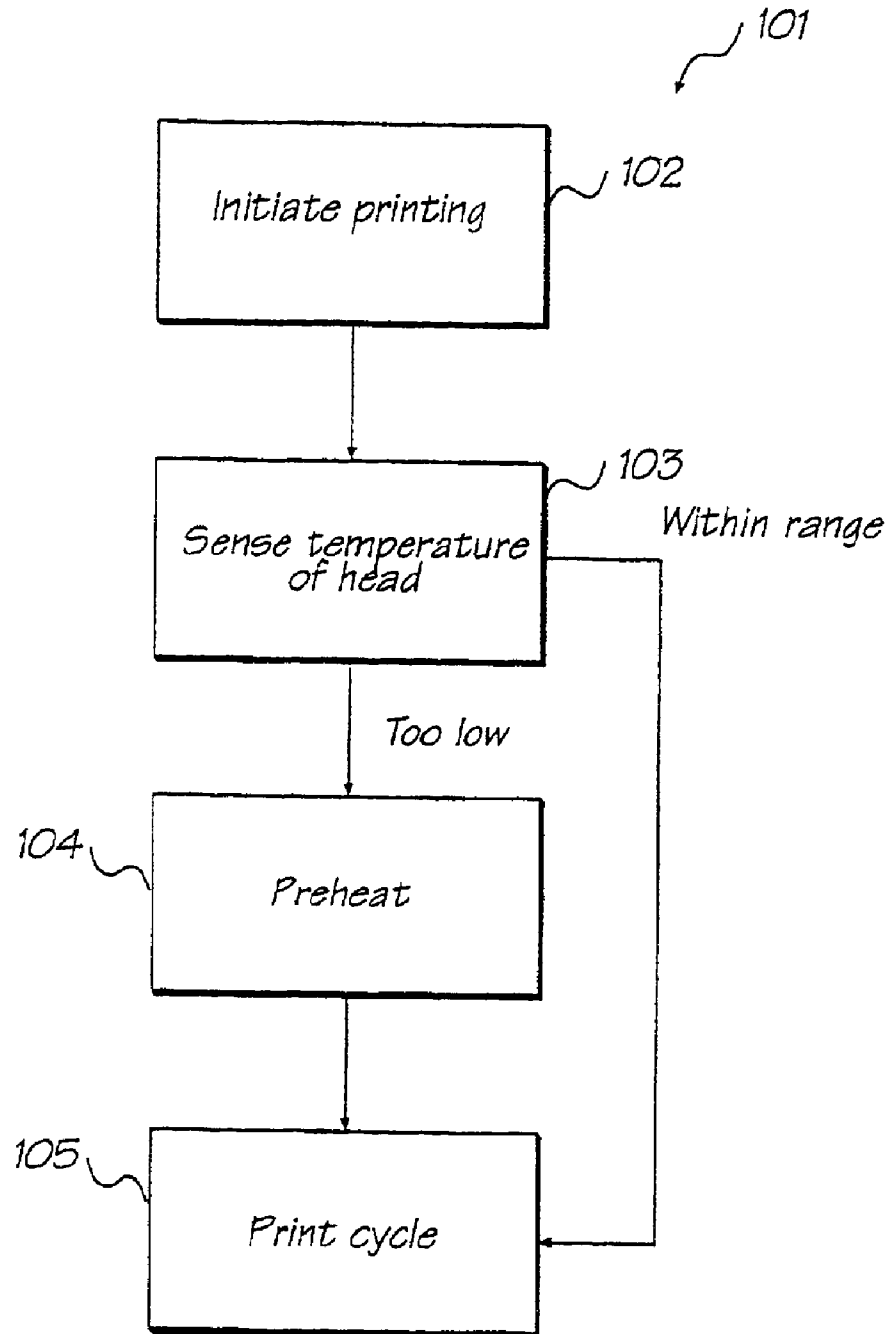 101
Initiate printing
102
Sense temperature
of head
103
Within range
Too low
104
Preheat
105
Print cycle